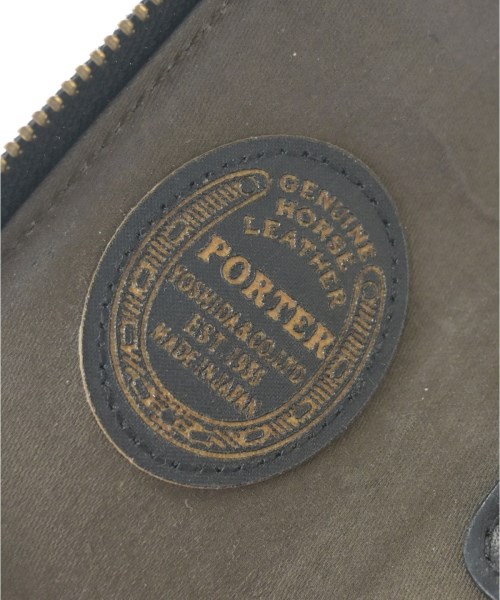 GENUINE
HORSE
LEATHER
PORTER
YOSHIDA & CO., LTD
EST. 1935
MADE IN JAPAN